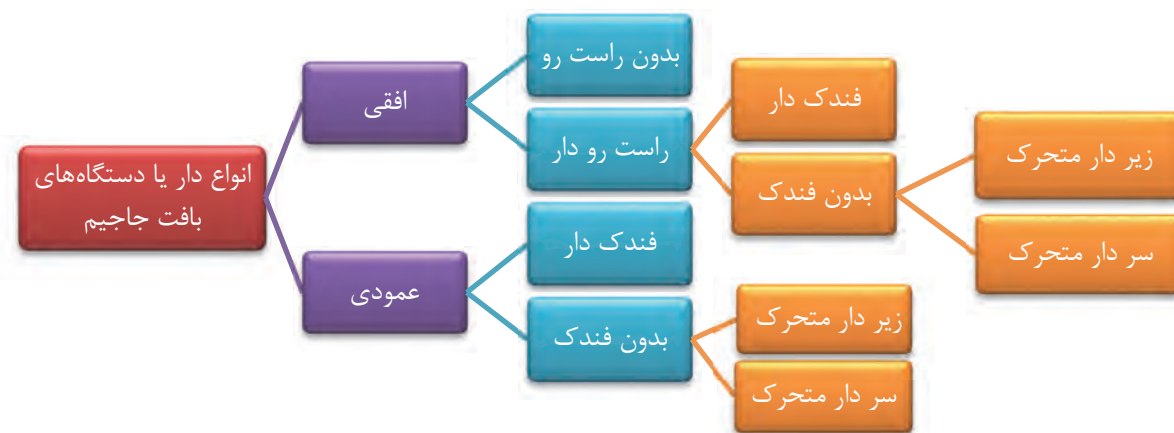 انواع دار یا دستگاه‌های
بافت جاجیم
افقی
بدون راست رو
راست رو دار
فندک دار
بدون فندک
زیر دار متحرک
سر دار متحرک
عمودی
فندک دار
بدون فندک
زیر دار متحرک
سر دار متحرک